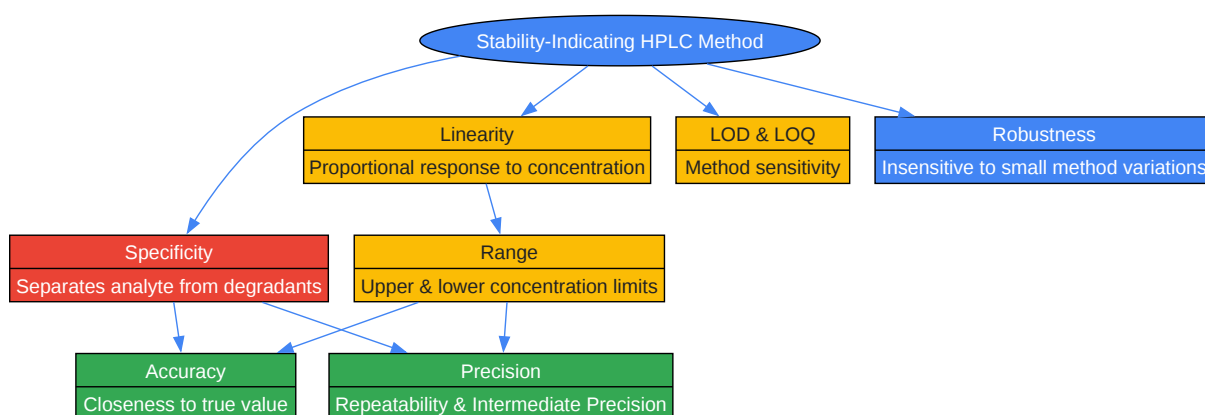 Stability-Indicating HPLC Method
Linearity
Proportional response to concentration
LOD & LOQ
Method sensitivity
Robustness
Insensitive to small method variations
Specificity
Separates analyte from degradants
Range
Upper & lower concentration limits
Accuracy
Closeness to true value
Precision
Repeatability & Intermediate Precision